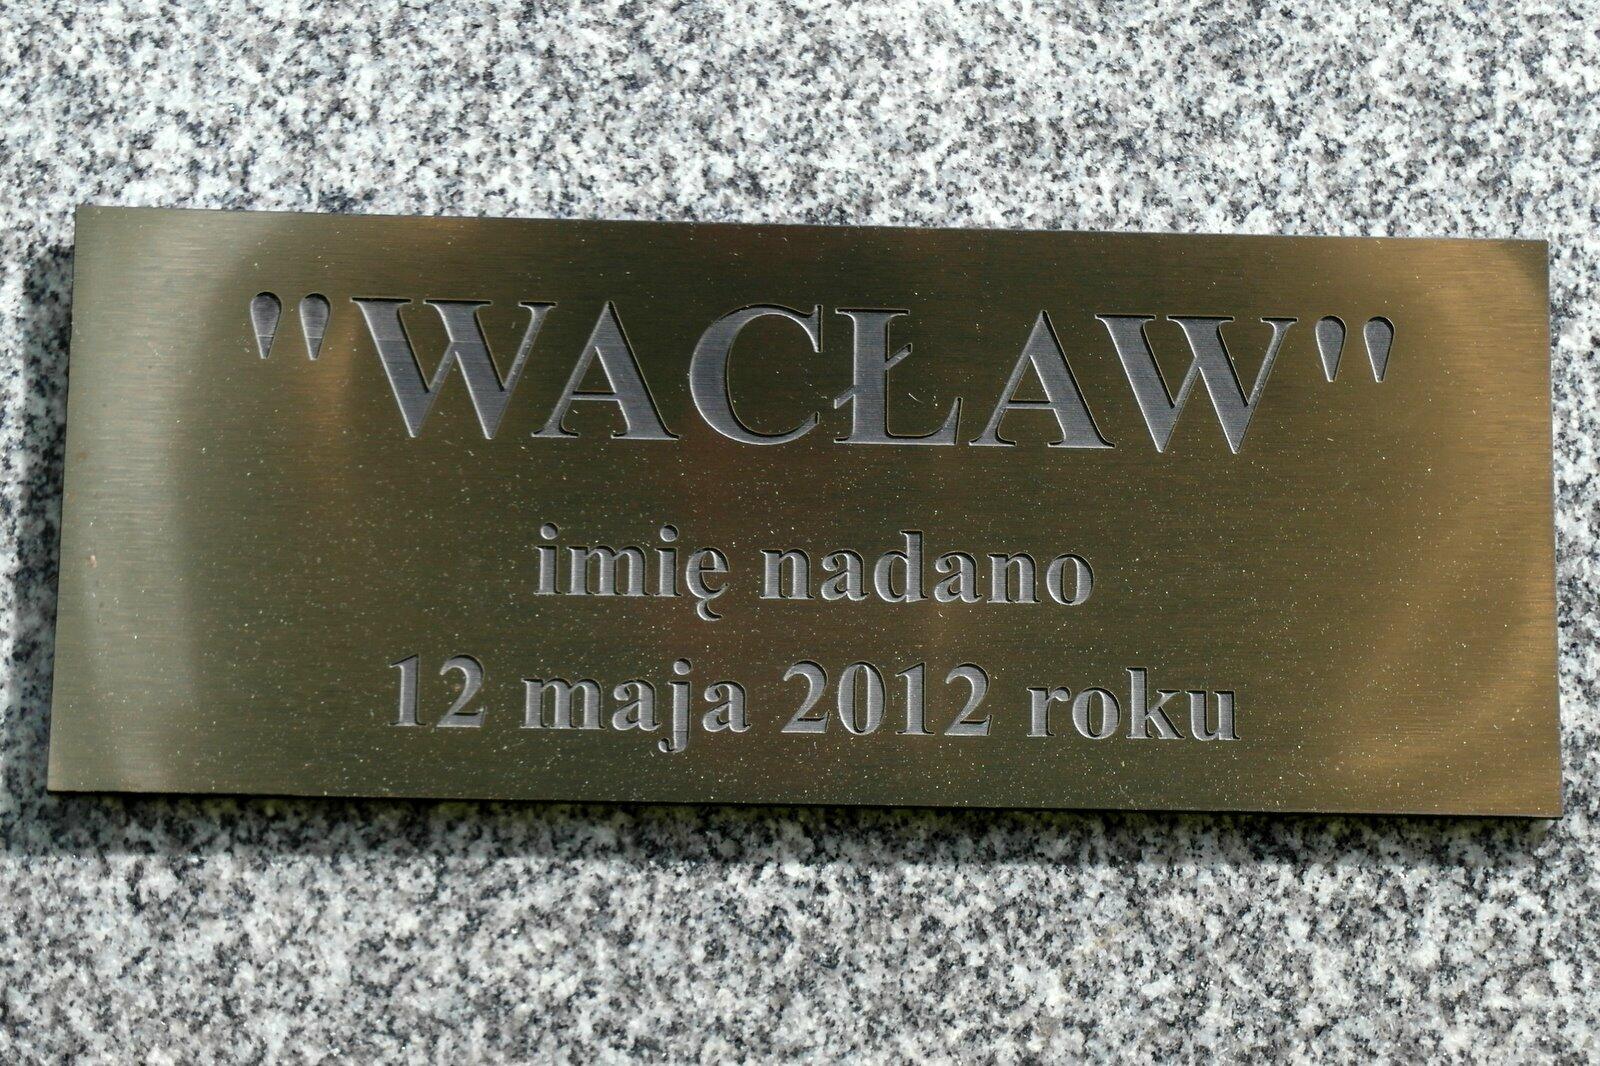 "WACŁAW"
imię nadano
12 maja 2012 roku